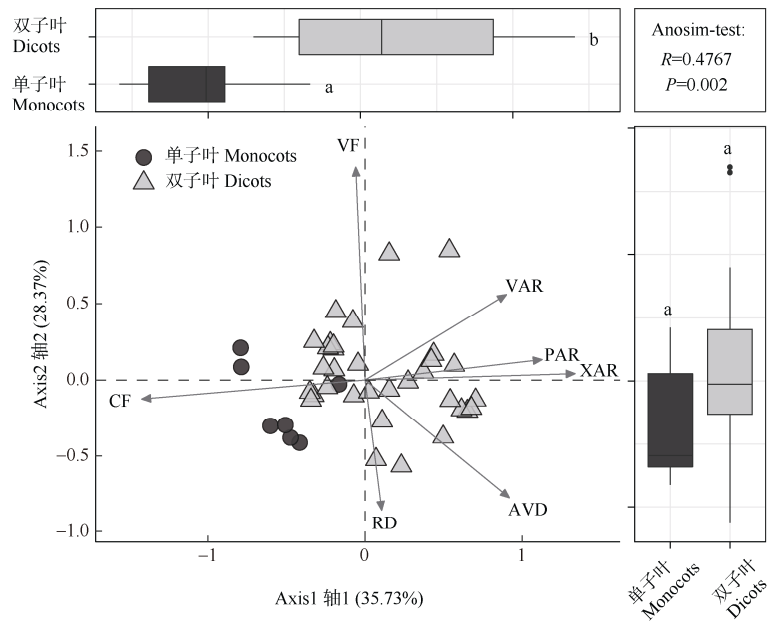 双子叶
Dicots
b
单子叶
Monocots
a
Anosim-test:
R=0.4767
P=0.002
单子叶 Monocots
双子叶 Dicots
VF
VAR
PAR
XAR
CF
RD
AVD
1.5
1.0
0.5
0.0
−0.5
−1.0
Axis2 轴2 (28.37%)
−1
0
1
Axis1 轴1 (35.73%)
a
a
单子叶
Monocots
双子叶
Dicots